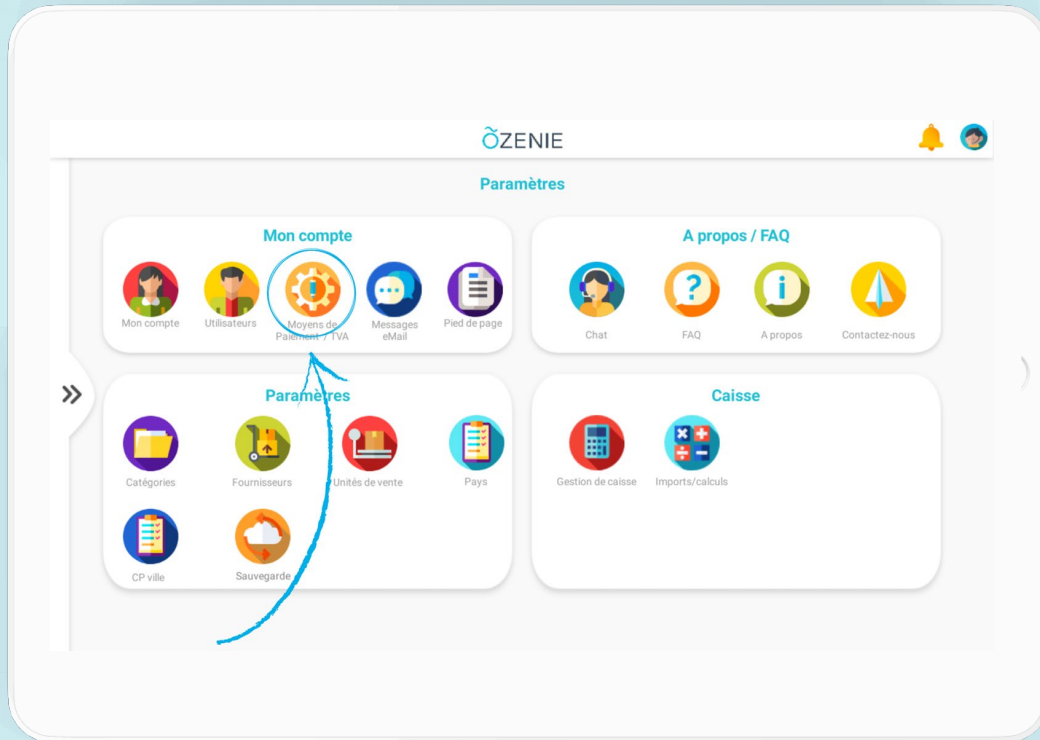 õZENIE
Paramètres
Mon compte
Mon compte
Utilisateurs
Moyens de
Paiement / TVA
Messages
eMail
Pied de page
A propos / FAQ
Chat
FAQ
A propos
Contactez-nous
Paramètres
Catégories
Fournisseurs
Unités de vente
Pays
CP ville
Sauvegarde
Caisse
Gestion de caisse
Imports/calculs